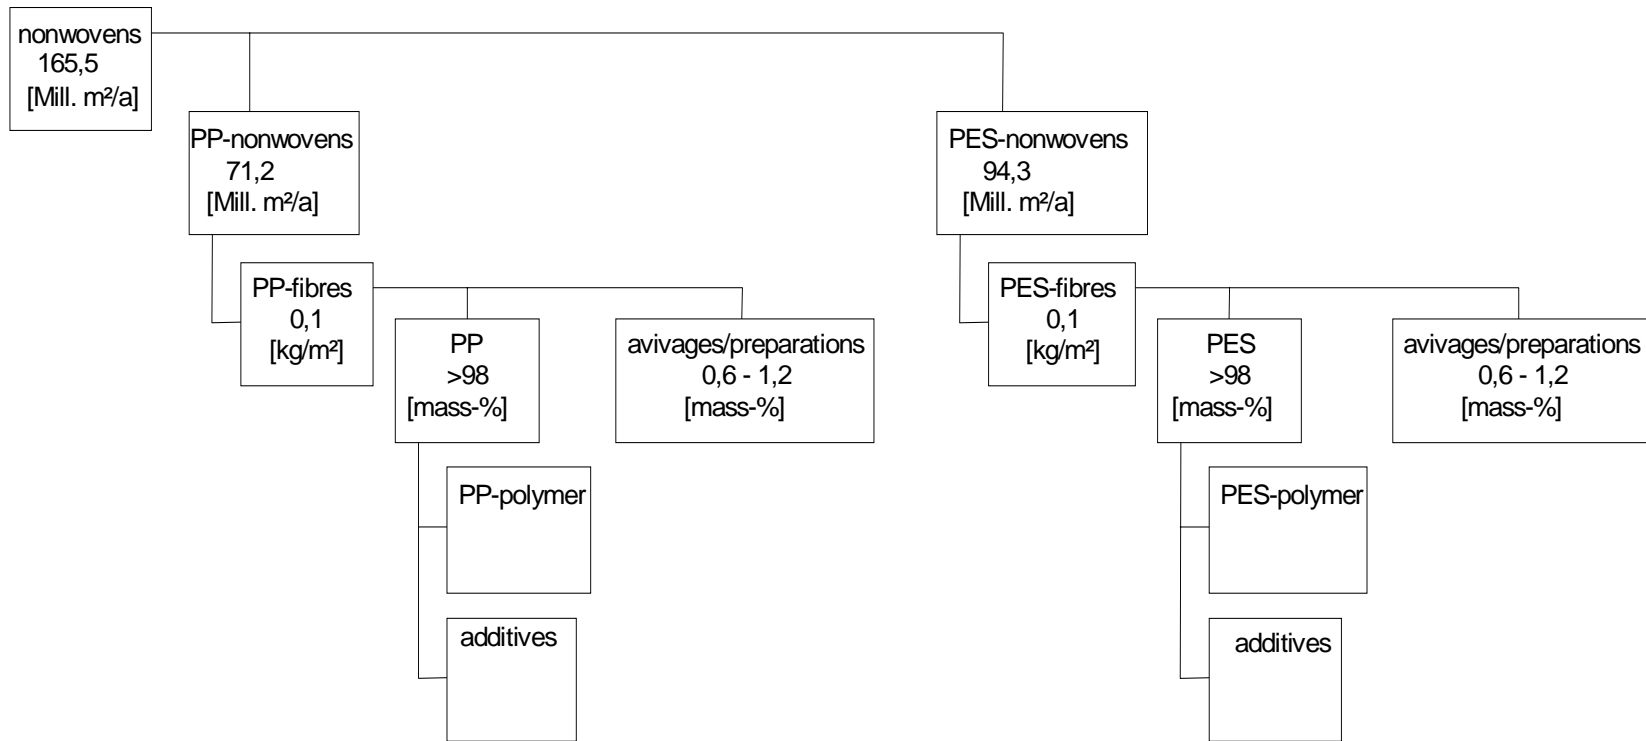 nonwovens
165,5
[Mill. m²/a]
PP-nonwovens
71,2
[Mill. m²/a]
PES-nonwovens
94,3
[Mill. m²/a]
PP-fibres
0,1
[kg/m²]
PP
>98
[mass-%]
avivages/preparations
0,6 - 1,2
[mass-%]
PES-fibres
0,1
[kg/m²]
PES
>98
[mass-%]
avivages/preparations
0,6 - 1,2
[mass-%]
PP-polymer
additives
PES-polymer
additives